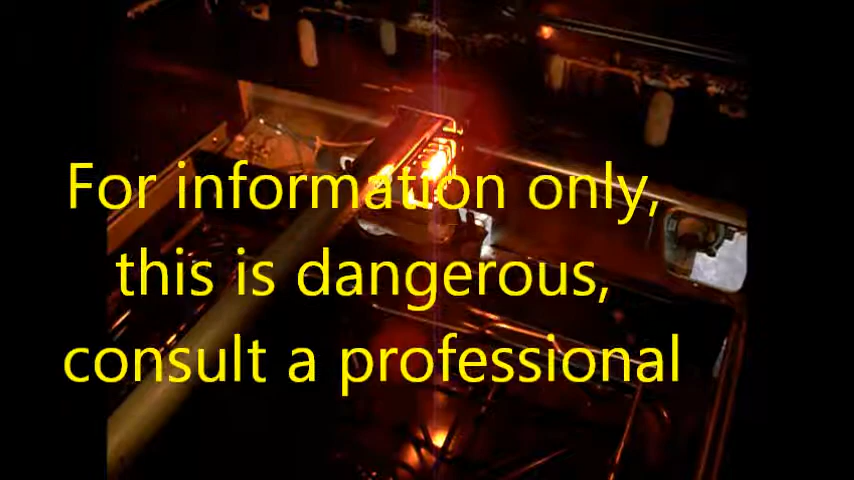 For information only,
this is dangerous,
consult a professional